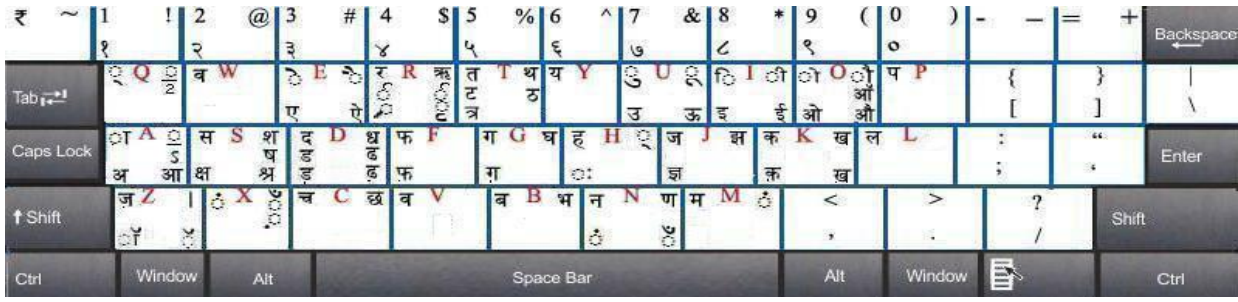 ₹ ~ 1 ! 2 @ 3 # 4 $ 5 % 6 ^ 7 & 8 * 9 ( 0 ) - _ = + Backspace
१ २ ३ ४ ५ ६ ७ ८ ९ ०
Tab Q व W े E ै र R ऋ त T थ य Y ु U ू ि I ी ो O ौ प P { } |
ट ठ ऑ
ए ऐ त्र उ ऊ इ ई ओ औ [ ] \
Caps Lock ा A स S श द D ध फ F ग G घ ह H ् ज J झ क K ख ल L : “ Enter
ऽ ष ड ढ
अ आ क्ष श्र ड़ ढ़ फ़ ग़ ः ज्ञ क़ ख़ ; ‘
Shift ज़ Z । ं X ँ च C छ व V ब B भ न N ण म M ं < > ? Shift
ॉ ॅ ं ँ , . /
Ctrl Window Alt Space Bar Alt Window Ctrl